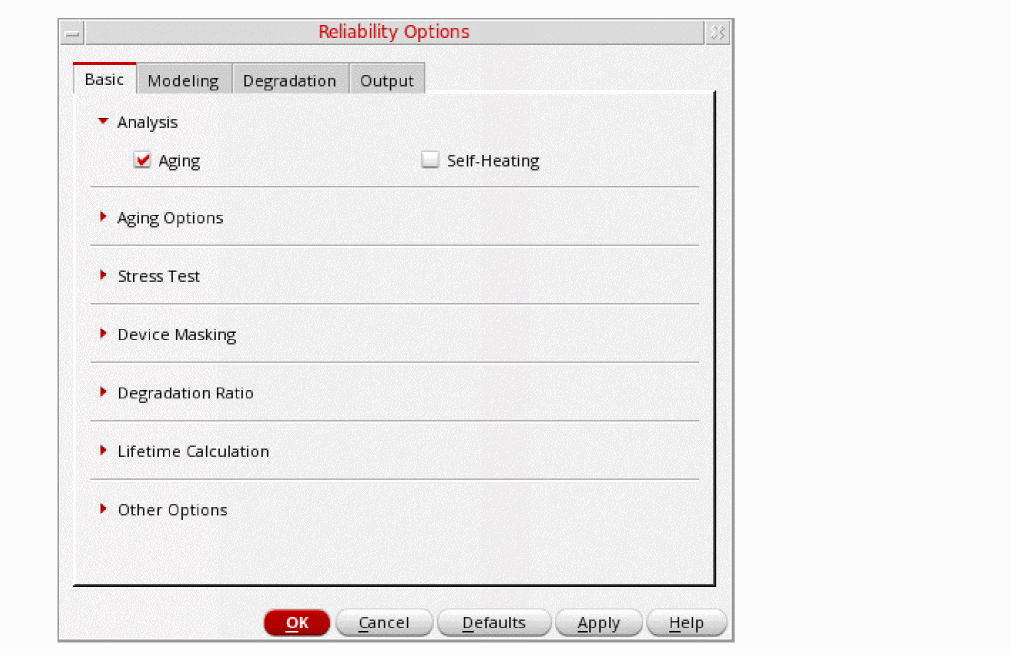 Reliability Options
Basic Modeling Degradation Output
Analysis
Aging Self-Heating
Aging Options
Stress Test
Device Masking
Degradation Ratio
Lifetime Calculation
Other Options
OK Cancel Defaults Apply Help